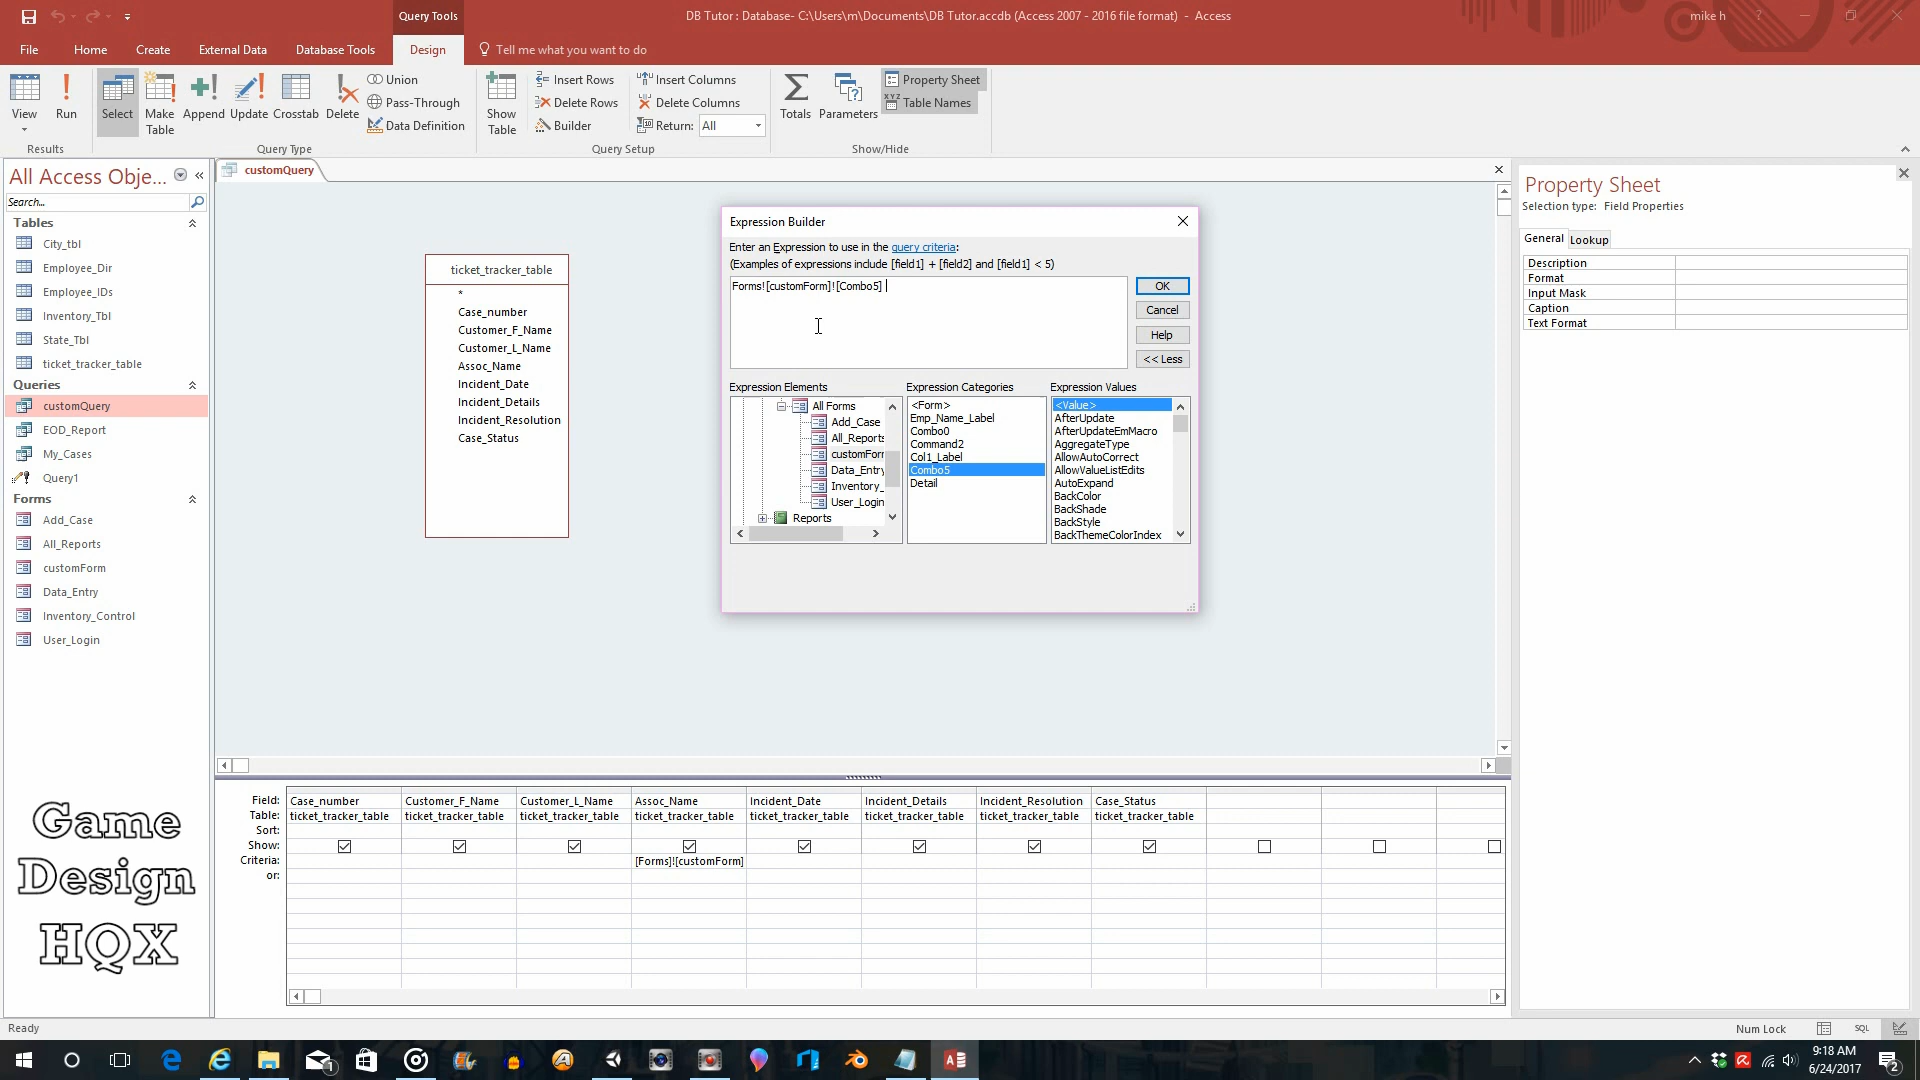 Query Tools
DB Tutor : Database- C:\Users\m\Documents\DB Tutor.accdb (Access 2007 - 2016 file format) - Access
mike h
?
File
Home
Create
External Data
Database Tools
Design
Tell me what you want to do
View
Run
Select
Make
Table
Append
Update
Crosstab
Delete
Union
Pass-Through
Data Definition
Show
Table
Insert Rows
Delete Rows
Builder
Insert Columns
Delete Columns
Return:
All
Totals
Parameters
Property Sheet
Table Names
Results
Query Type
Query Setup
Show/Hide
All Access Obje...
Search...
Tables
City_tbl
Employee_Dir
Employee_IDs
Inventory_Tbl
State_Tbl
ticket_tracker_table
Queries
customQuery
EOD_Report
My_Cases
Query1
Forms
Add_Case
All_Reports
customForm
Data_Entry
Inventory_Control
User_Login
Game
Design
HQX
customQuery
ticket_tracker_table
*
Case_number
Customer_F_Name
Customer_L_Name
Assoc_Name
Incident_Date
Incident_Details
Incident_Resolution
Case_Status
Expression Builder
Enter an Expression to use in the query criteria:
(Examples of expressions include [field1] + [field2] and [field1] < 5)
Forms![customForm]![Combo5]
OK
Cancel
Help
<< Less
Expression Elements
All Forms
Add_Case
All_Reports
customForr
Data_Entry
Inventory_
User_Login
Reports
Expression Categories
<Form>
Emp_Name_Label
Combo0
Command2
Col1_Label
Combo5
Detail
Expression Values
<Value>
AfterUpdate
AfterUpdateEmMacro
AggregateType
AllowAutoCorrect
AllowValueListEdits
AutoExpand
BackColor
BackShade
BackStyle
BackThemeColorIndex
Property Sheet
Selection type: Field Properties
General
Lookup
Description
Format
Input Mask
Caption
Text Format
Field: Case_number Customer_F_Name Customer_L_Name Assoc_Name Incident_Date Incident_Details Incident_Resolution Case_Status
Table: ticket_tracker_table ticket_tracker_table ticket_tracker_table ticket_tracker_table ticket_tracker_table ticket_tracker_table ticket_tracker_table ticket_tracker_table
Sort:
Show:
Criteria: [Forms]![customForm]
or:
Ready
Num Lock
SQL
9:18 AM
6/24/2017